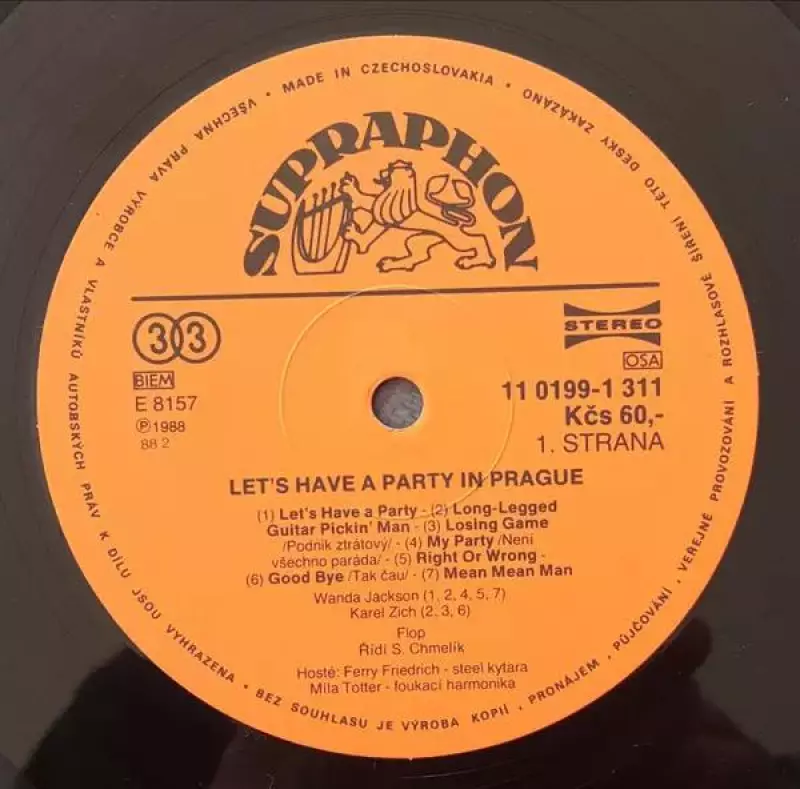 • MADE IN CZECHOSLOVAKIA •
VŠECHNA PRÁVA VÝROBCE A VLASTNÍKŮ AUTORSKÝCH PRÁV K DÍLU JSOU VYHRAZENA • BEZ SOUHLASU JE VÝROBA KOPIÍ, PRONÁJEM, PŮJČOVÁNÍ, VEŘEJNÉ PROVOZOVÁNÍ A ROZHLASOVÉ ŠÍŘENÍ TÉTO DESKY ZAKÁZÁNO
SUPRAPHON
33
STEREO
BIEM
OSA
E 8157
11 0199-1 311
Ⓟ1988
Kčs 60,-
88 2
1. STRANA
LET'S HAVE A PARTY IN PRAGUE
(1) Let's Have a Party - (2) Long-Legged
Guitar Pickin' Man - (3) Losing Game
/Podnik ztrátový/ - (4) My Party /Není
všechno paráda/ - (5) Right Or Wrong -
(6) Good Bye /Tak čau/ - (7) Mean Mean Man
Wanda Jackson (1, 2, 4, 5, 7)
Karel Zich (2, 3, 6)
Flop
Řídí S. Chmelík
Hosté: Ferry Friedrich - steel kytara
Míla Totter - foukací harmonika